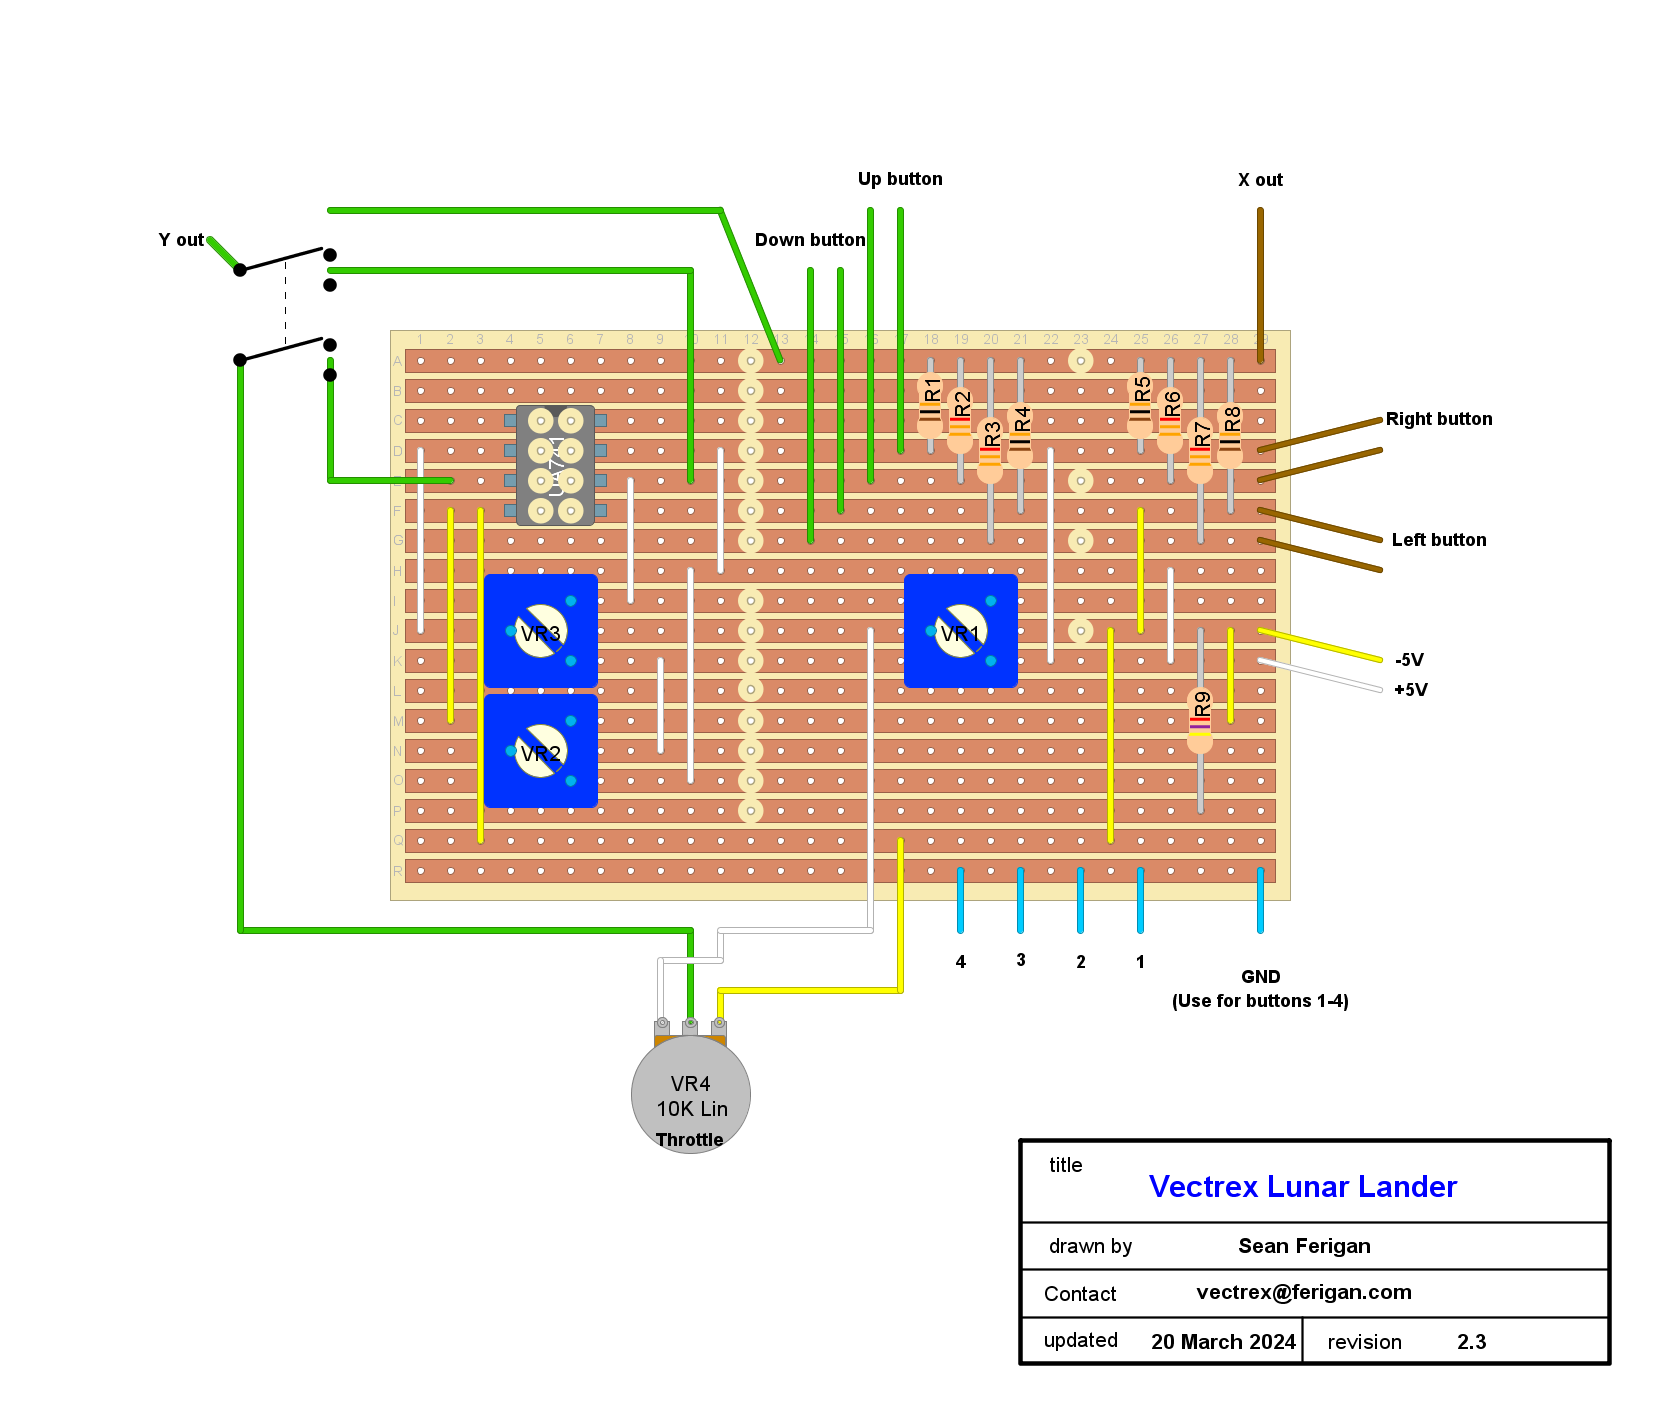 Up button
X out
Y out
Down button
1 2 3 4 5 6 7 8 9 10 11 12 13 14 15 16 17 18 19 20 21 22 23 24 25 26 27 28 29
A
B
C
D
E
F
G
H
I
J
K
L
M
N
O
P
Q
R
R1
R2
R3
R4
R5
R6
R7
R8
UA741
Right button
Left button
VR3
VR1
-5V
+5V
R9
VR2
4
3
2
1
GND
(Use for buttons 1-4)
VR4
10K Lin
Throttle
title
Vectrex Lunar Lander
drawn by Sean Ferigan
Contact vectrex@ferigan.com
updated 20 March 2024 revision 2.3